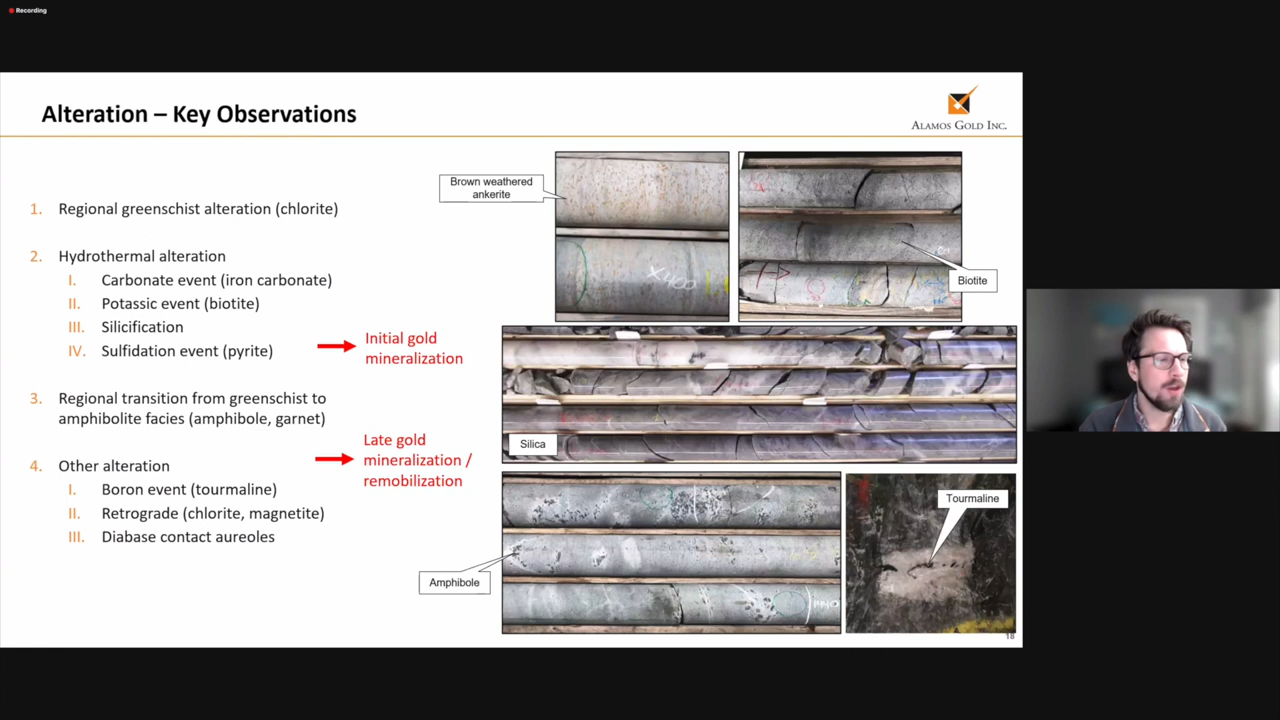 Recording
Alteration – Key Observations
ALAMOS GOLD INC.
1. Regional greenschist alteration (chlorite)
2. Hydrothermal alteration
I. Carbonate event (iron carbonate)
II. Potassic event (biotite)
III. Silicification
IV. Sulfidation event (pyrite)
Initial gold
mineralization
3. Regional transition from greenschist to
amphibolite facies (amphibole, garnet)
Late gold
mineralization /
remobilization
4. Other alteration
I. Boron event (tourmaline)
II. Retrograde (chlorite, magnetite)
III. Diabase contact aureoles
Brown weathered
ankerite
X400
Biotite
Silica
Amphibole
Tourmaline
18